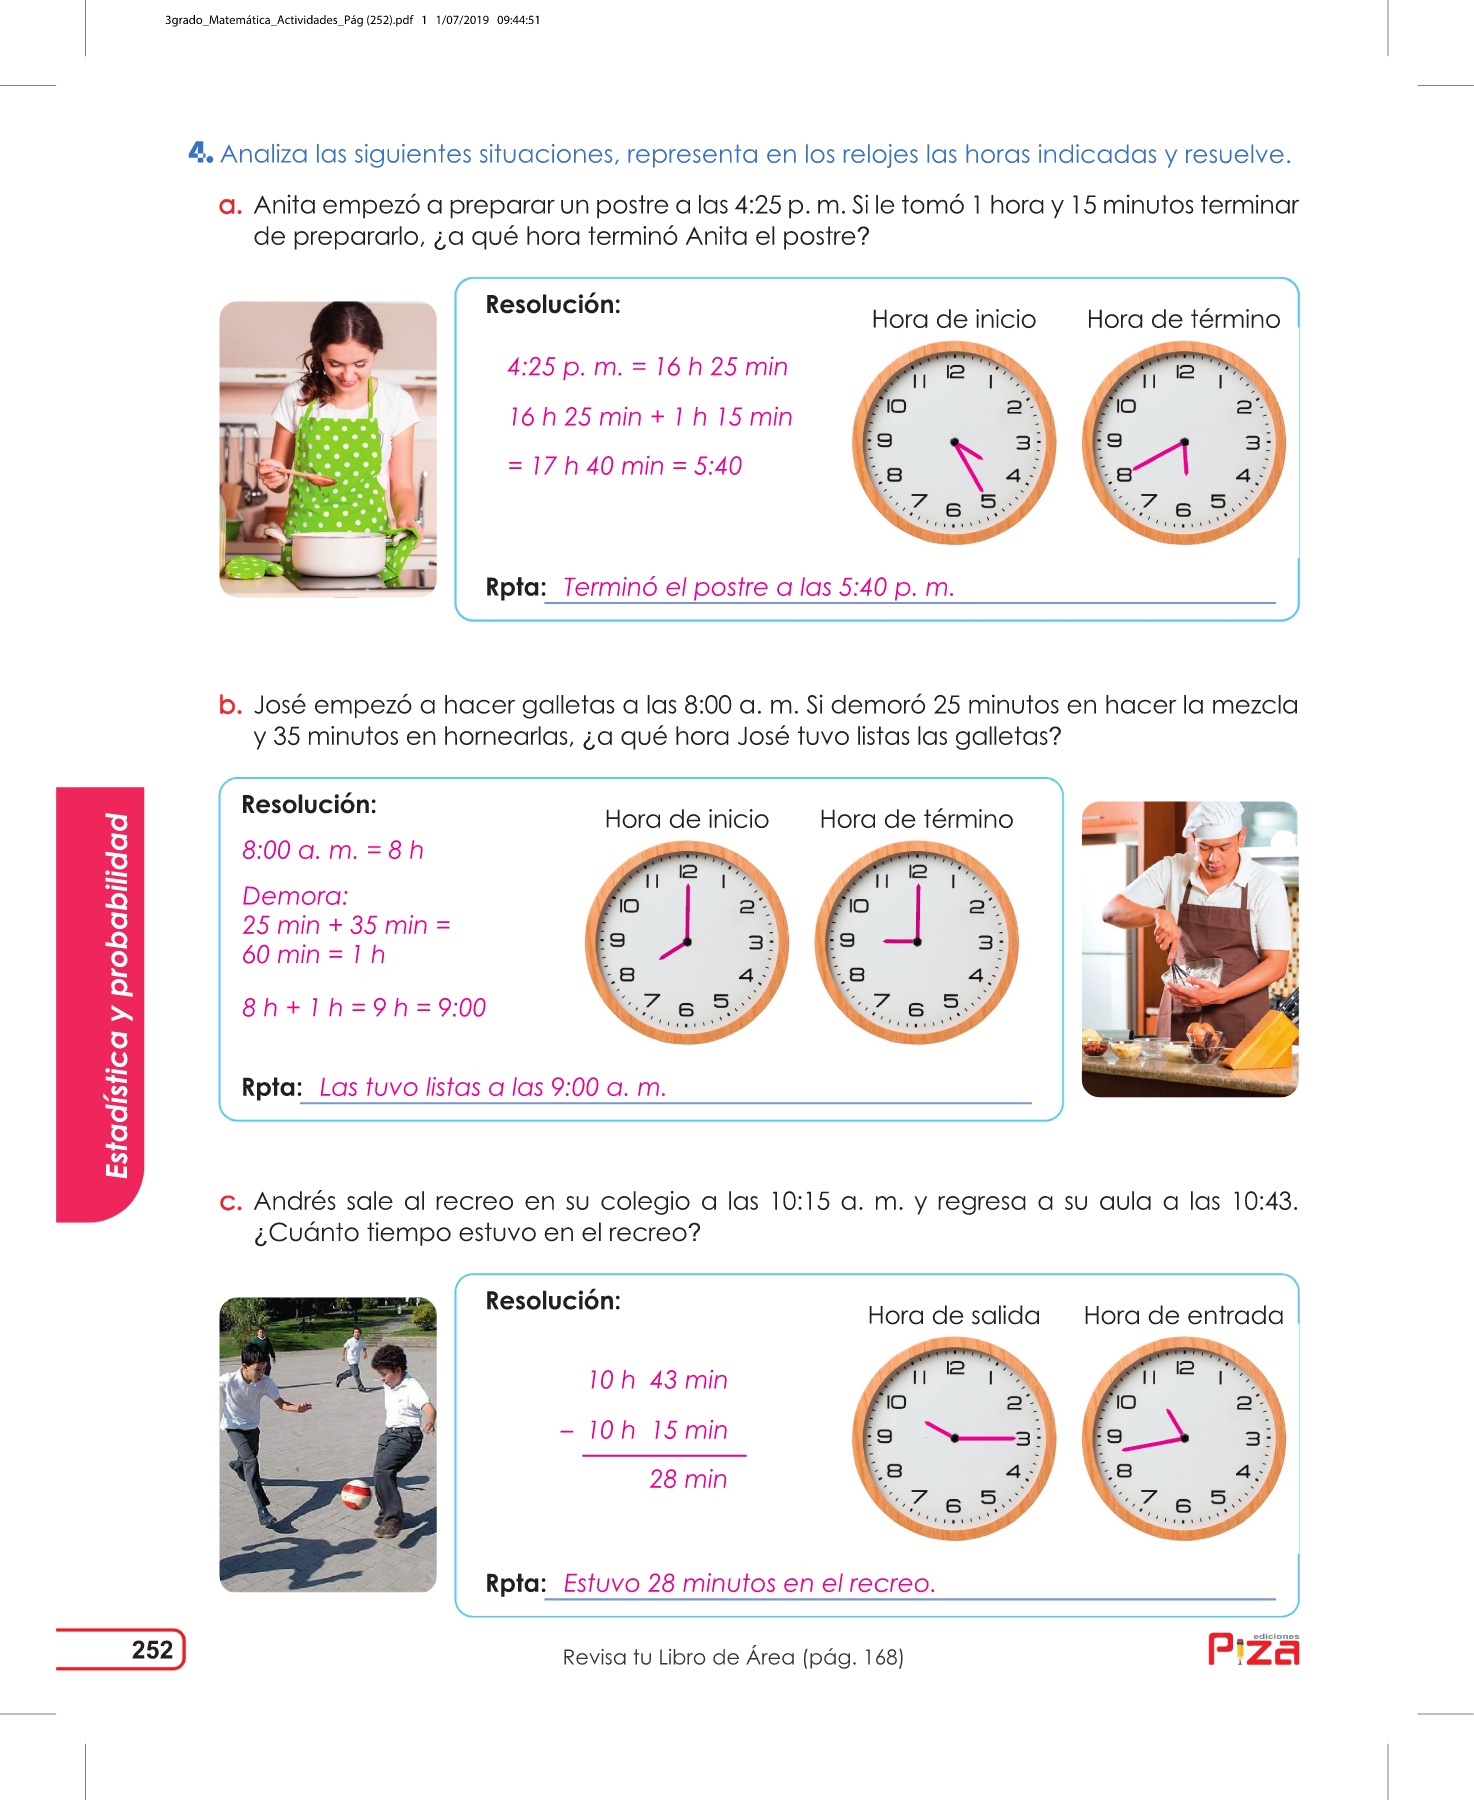 3grado_Matemática_Actividades_Pág (252).pdf 1 1/07/2019 09:44:51
4. Analiza las siguientes situaciones, representa en los relojes las horas indicadas y resuelve.
a. Anita empezó a preparar un postre a las 4:25 p. m. Si le tomó 1 hora y 15 minutos terminar
de prepararlo, ¿a qué hora terminó Anita el postre?
Resolución:
4:25 p. m. = 16 h 25 min
16 h 25 min + 1 h 15 min
= 17 h 40 min = 5:40
Hora de inicio
12 1 2 3 4 5 6 7 8 9 10 11
Hora de término
12 1 2 3 4 5 6 7 8 9 10 11
Rpta: Terminó el postre a las 5:40 p. m.
b. José empezó a hacer galletas a las 8:00 a. m. Si demoró 25 minutos en hacer la mezcla
y 35 minutos en hornearlas, ¿a qué hora José tuvo listas las galletas?
Resolución:
8:00 a. m. = 8 h
Demora:
25 min + 35 min =
60 min = 1 h
8 h + 1 h = 9 h = 9:00
Hora de inicio
12 1 2 3 4 5 6 7 8 9 10 11
Hora de término
12 1 2 3 4 5 6 7 8 9 10 11
Rpta: Las tuvo listas a las 9:00 a. m.
c. Andrés sale al recreo en su colegio a las 10:15 a. m. y regresa a su aula a las 10:43.
¿Cuánto tiempo estuvo en el recreo?
Resolución:
10 h 43 min
– 10 h 15 min
28 min
Hora de salida
12 1 2 3 4 5 6 7 8 9 10 11
Hora de entrada
12 1 2 3 4 5 6 7 8 9 10 11
Rpta: Estuvo 28 minutos en el recreo.
Estadística y probabilidad
252
Revisa tu Libro de Área (pág. 168)
ediciones
Piza